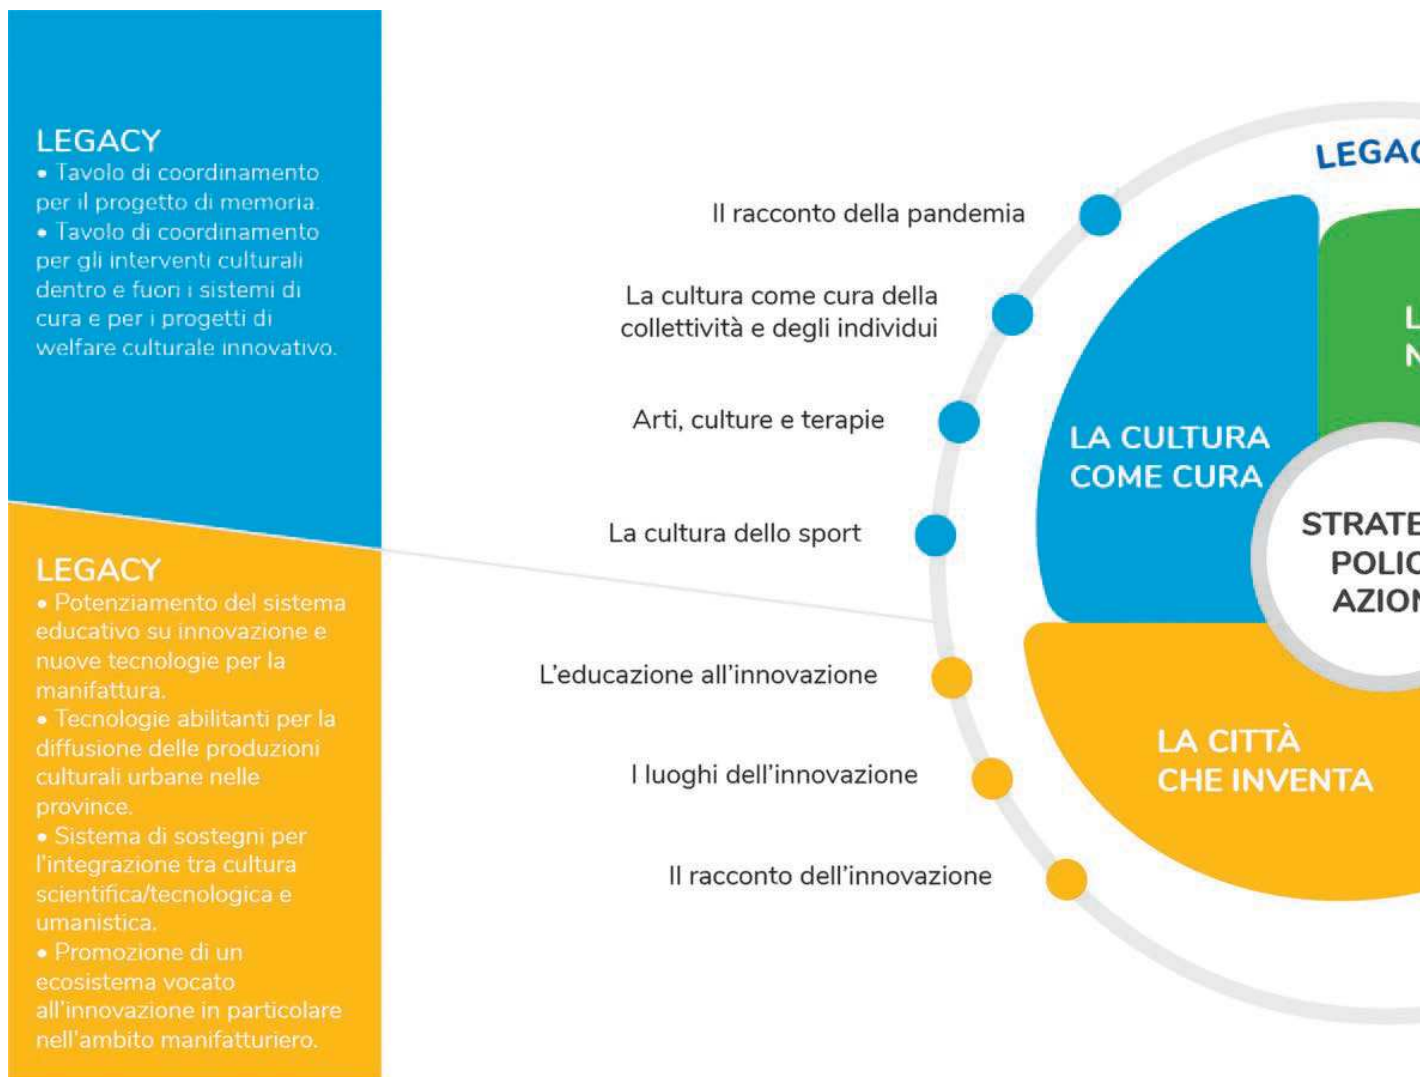 LEGACY
• Tavolo di coordinamento
per il progetto di memoria.
• Tavolo di coordinamento
per gli interventi culturali
dentro e fuori i sistemi di
cura e per i progetti di
welfare culturale innovativo.
LEGACY
• Potenziamento del sistema
educativo su innovazione e
nuove tecnologie per la
manifattura.
• Tecnologie abilitanti per la
diffusione delle produzioni
culturali urbane nelle
province.
• Sistema di sostegni per
l'integrazione tra cultura
scientifica/tecnologica e
umanistica.
• Promozione di un
ecosistema vocato
all'innovazione in particolare
nell'ambito manifatturiero.
Il racconto della pandemia
La cultura come cura della
collettività e degli individui
Arti, culture e terapie
La cultura dello sport
L'educazione all'innovazione
I luoghi dell'innovazione
Il racconto dell'innovazione
LA CULTURA
COME CURA
LA CITTÀ
CHE INVENTA